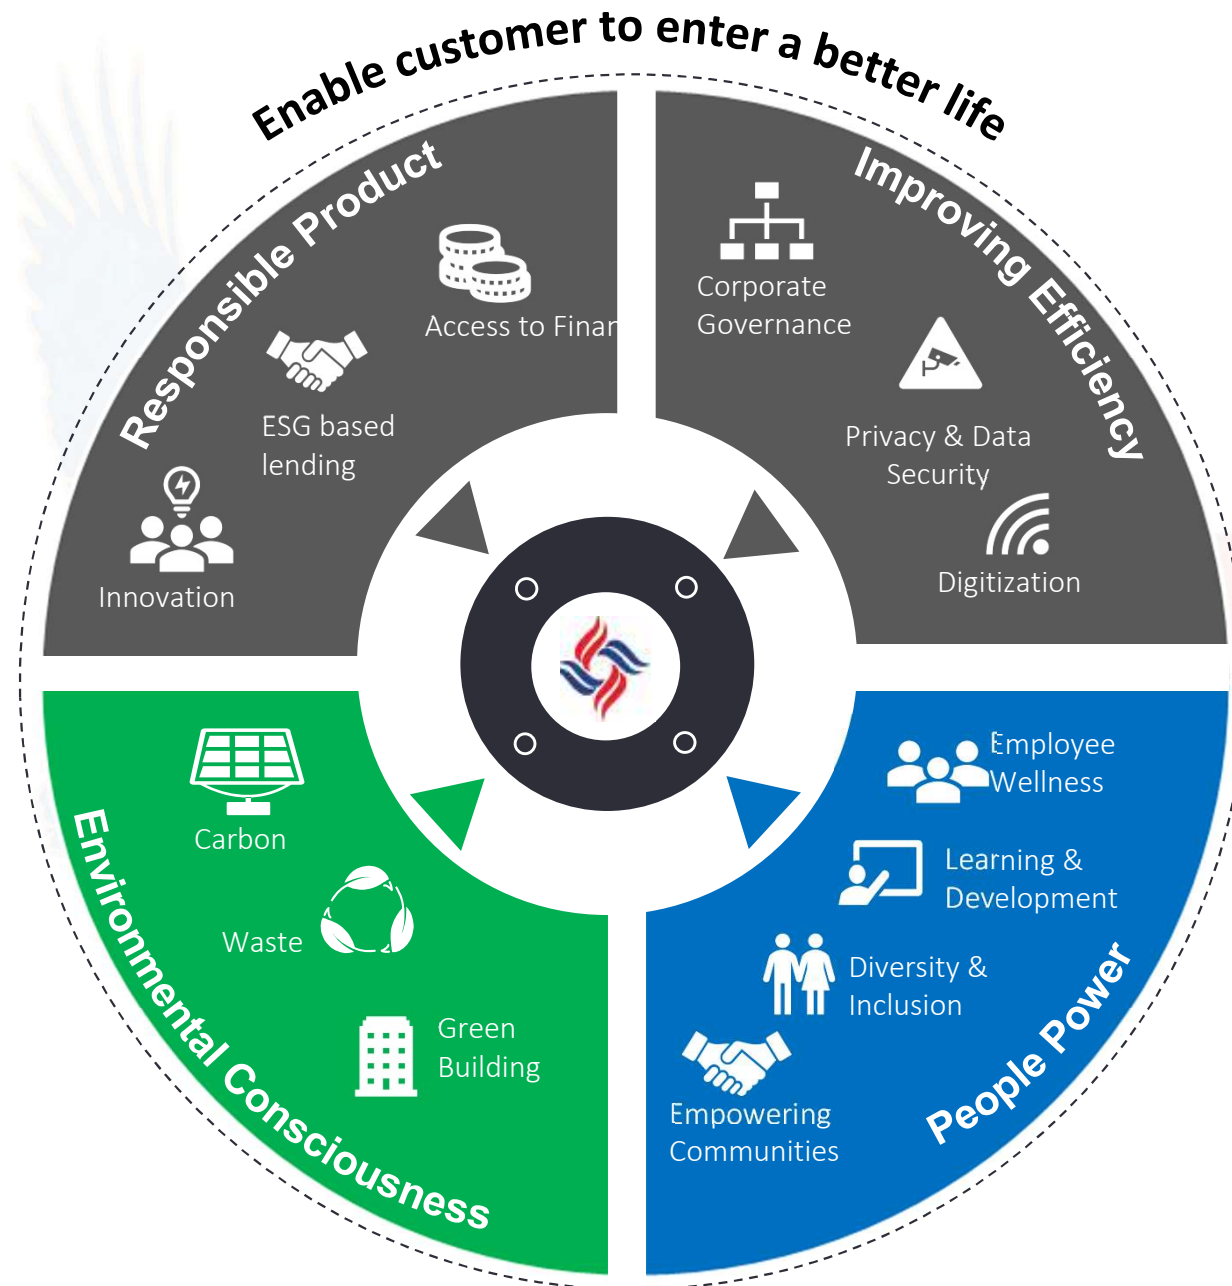 Enable customer to enter a better life
Responsible Product
Access to Finan
ESG based
lending
Innovation
Improving Efficiency
Corporate
Governance
Privacy & Data
Security
Digitization
Environmental Consciousness
Carbon
Waste
Green
Building
People Power
Employee
Wellness
Learning &
Development
Diversity &
Inclusion
Empowering
Communities